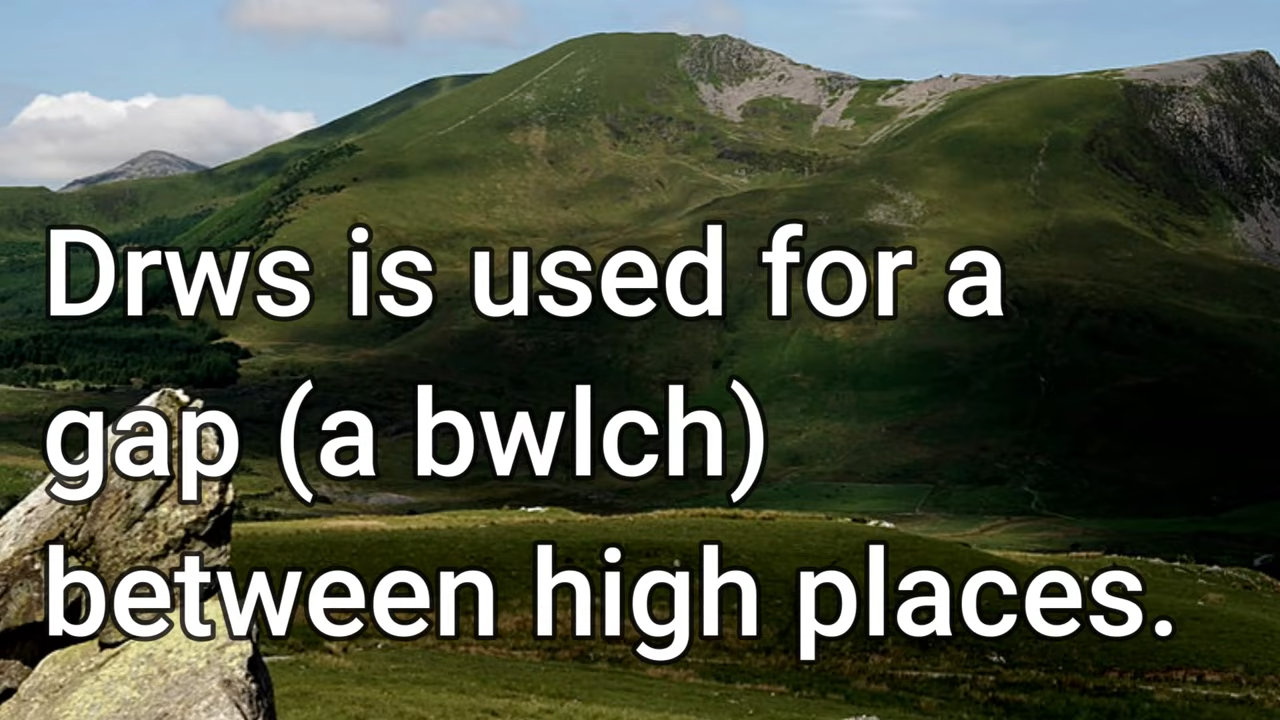 Drws is used for a
gap (a bwlch)
between high places.